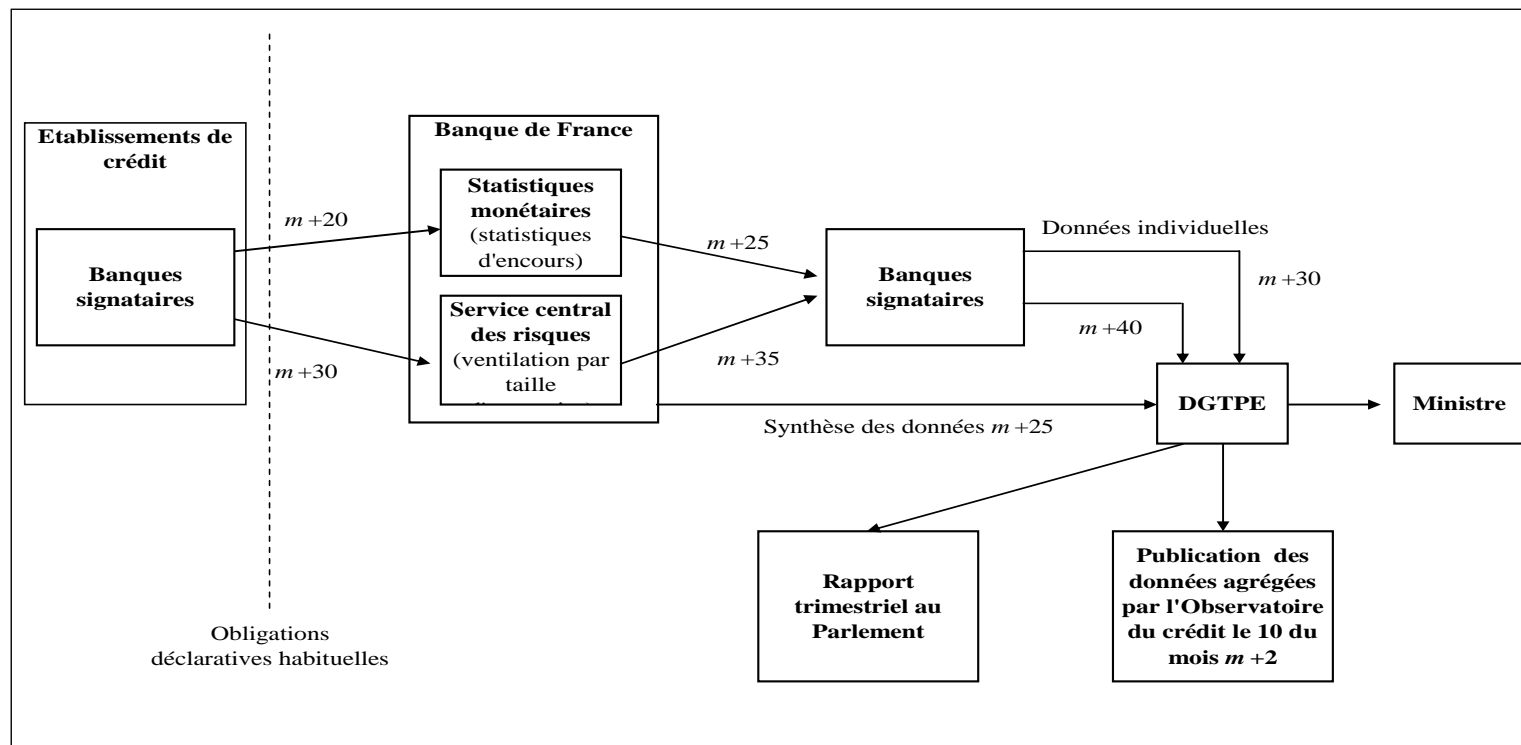 Etablissements de
crédit
Banques
signataires
m +20
m +30
Obligations
déclaratives habituelles
Banque de France
Statistiques
monétaires
(statistiques
d'encours)
Service central
des risques
(ventilation par
taille
m +25
m +35
Banques
signataires
Données individuelles
m +30
m +40
Synthèse des données m +25
DGTPE
Ministre
Rapport
trimestriel au
Parlement
Publication des
données agrégées
par l'Observatoire
du crédit le 10 du
mois m +2